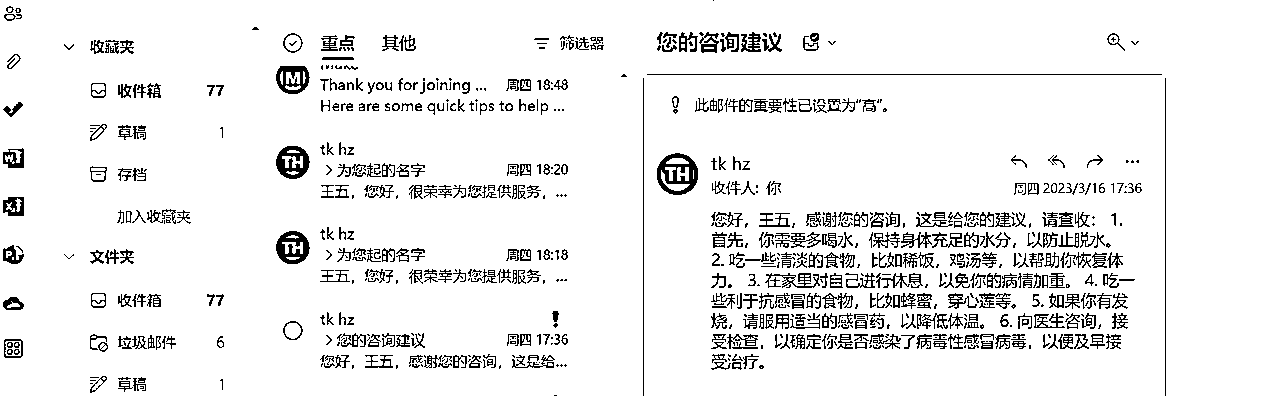 收藏夹
收件箱 77
草稿 1
存档
加入收藏夹
文件夹
收件箱 77
垃圾邮件 6
草稿 1
重点 其他 筛选器
M
Thank you for joining ... 周四 18:48
Here are some quick tips to help ...
TH
tk hz
>为您起的名字 周四 18:20
王五，您好，很荣幸为您提供服务，...
TH
tk hz
>为您起的名字 周四 18:18
王五，您好，很荣幸为您提供服务，...
tk hz
>您的咨询建议 周四 17:36
您好，王五，感谢您的咨询，这是给...
您的咨询建议
此邮件的重要性已设置为“高”。
TH
tk hz
收件人: 你 周四 2023/3/16 17:36
您好，王五，感谢您的咨询，这是给您的建议，请查收： 1.
首先，你需要多喝水，保持身体充足的水分，以防止脱水。
2. 吃一些清淡的食物，比如稀饭，鸡汤等，以帮助你恢复体
力。 3. 在家里对自己进行休息，以免你的病情加重。 4. 吃一
些利于抗感冒的食物，比如蜂蜜，穿心莲等。 5. 如果你有发
烧，请服用适当的感冒药，以降低体温。 6. 向医生咨询，接
受检查，以确定你是否感染了病毒性感冒病毒，以便及早接
受治疗。